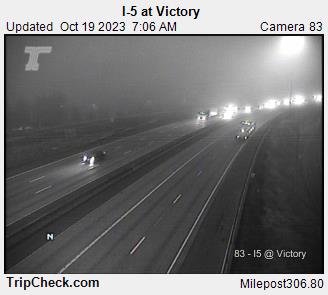 I-5 at Victory
Updated Oct 19 2023 7:06 AM Camera 83
T
N
83 - I5 @ Victory
TripCheck.com Milepost306.80